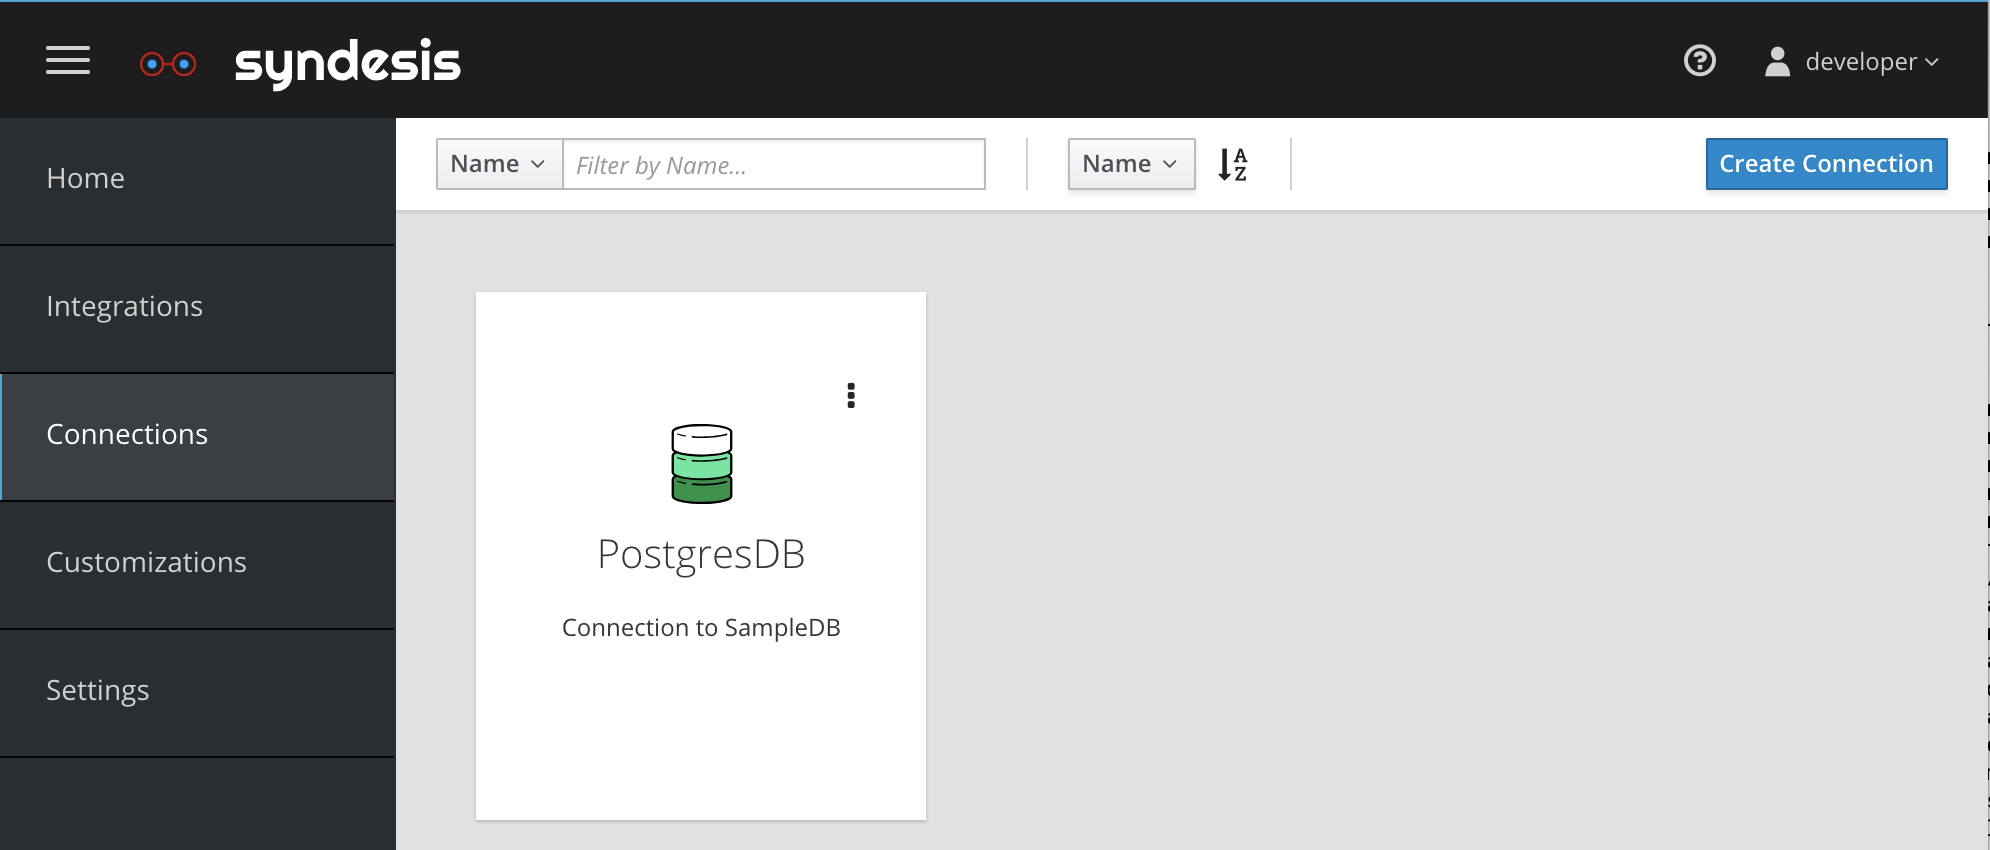 syndesis
developer
Home
Integrations
Connections
Customizations
Settings
Name
Filter by Name...
Name
A
Z
Create Connection
PostgresDB
Connection to SampleDB